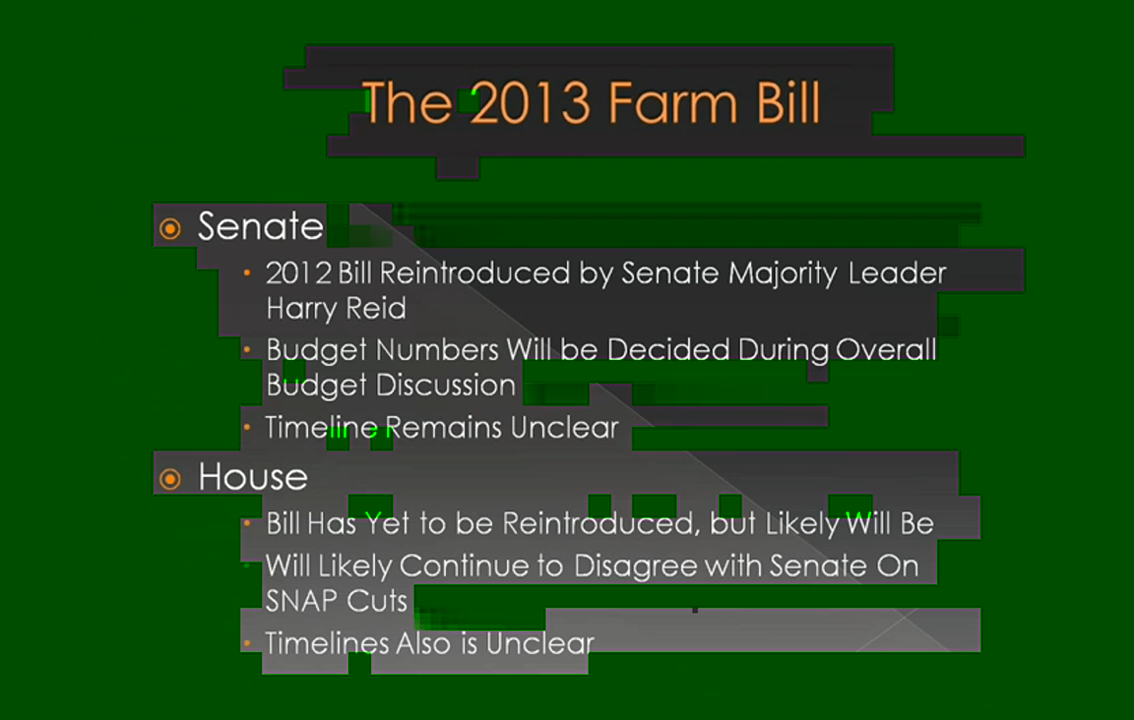 The 2013 Farm Bill
Senate
2012 Bill Reintroduced by Senate Majority Leader
Harry Reid
Budget Numbers Will be Decided During Overall
Budget Discussion
Timeline Remains Unclear
House
Bill Has Yet to be Reintroduced, but Likely Will Be
Will Likely Continue to Disagree with Senate On
SNAP Cuts
Timelines Also is Unclear